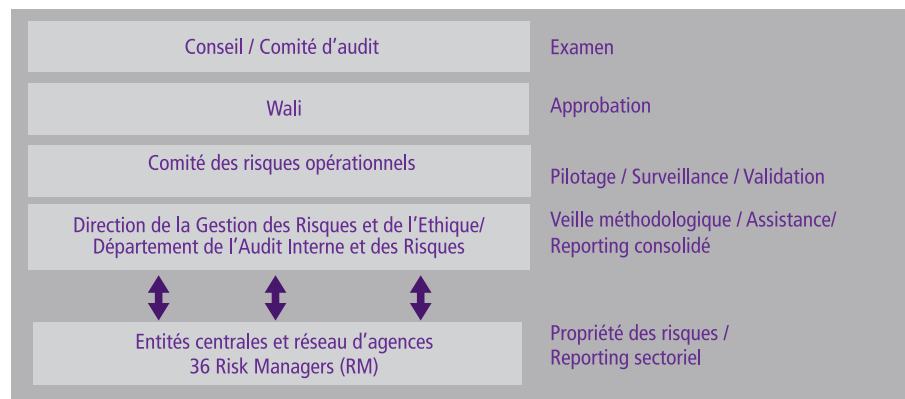 Conseil / Comité d’audit
Examen
Wali
Approbation
Comité des risques opérationnels
Pilotage / Surveillance / Validation
Direction de la Gestion des Risques et de l’Ethique/
Département de l’Audit Interne et des Risques
Veille méthodologique / Assistance/
Reporting consolidé
Entités centrales et réseau d’agences
36 Risk Managers (RM)
Propriété des risques /
Reporting sectoriel